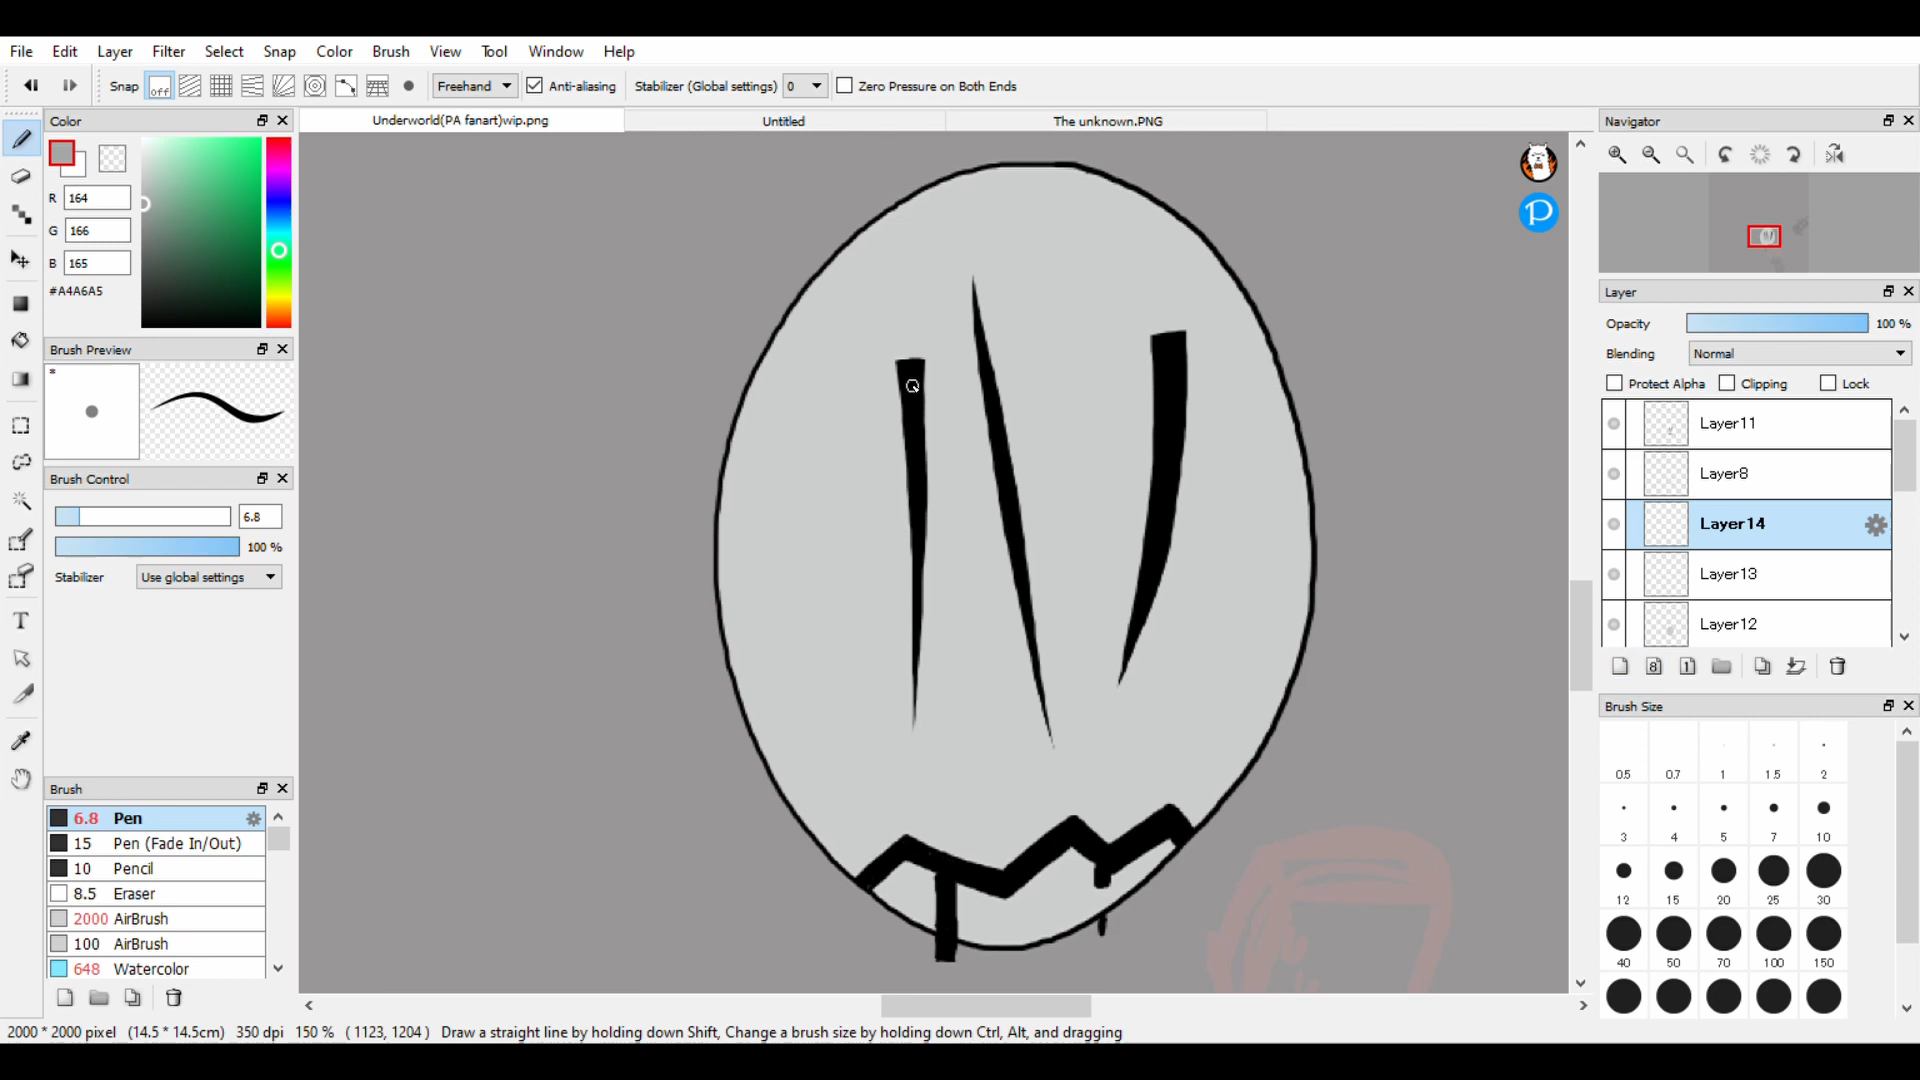 File Edit Layer Filter Select Snap Color Brush View Tool Window Help
Snap off Freehand Anti-aliasing Stabilizer (Global settings) 0 Zero Pressure on Both Ends
Color
R 164
G 166
B 165
#A4A6A5
Brush Preview
*
Brush Control
6.8
100 %
Stabilizer Use global settings
Brush
6.8 Pen
15 Pen (Fade In/Out)
10 Pencil
8.5 Eraser
2000 AirBrush
100 AirBrush
648 Watercolor
Underworld(PA fanart)wip.png Untitled The unknown.PNG
P
Navigator
Layer
Opacity 100 %
Blending Normal
Protect Alpha Clipping Lock
Layer11
Layer8
Layer14
Layer13
Layer12
8 1
Brush Size
0.5 0.7 1 1.5 2
3 4 5 7 10
12 15 20 25 30
40 50 70 100 150
2000 * 2000 pixel (14.5 * 14.5cm) 350 dpi 150 % ( 1123, 1204 ) Draw a straight line by holding down Shift, Change a brush size by holding down Ctrl, Alt, and dragging